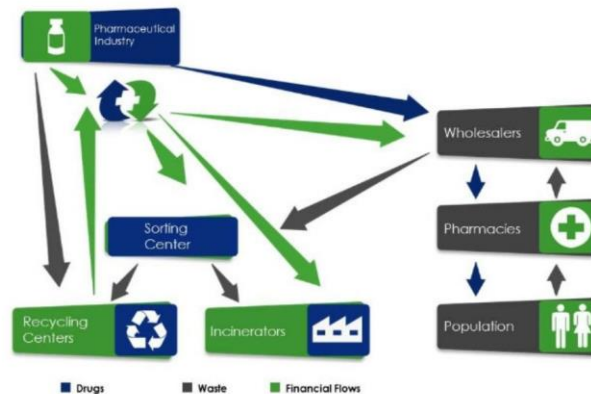 Pharmaceutical
Industry
Wholesalers
Sorting
Center
Pharmacies
Recycling
Centers
Incinerators
Population
Drugs
Waste
Financial Flows